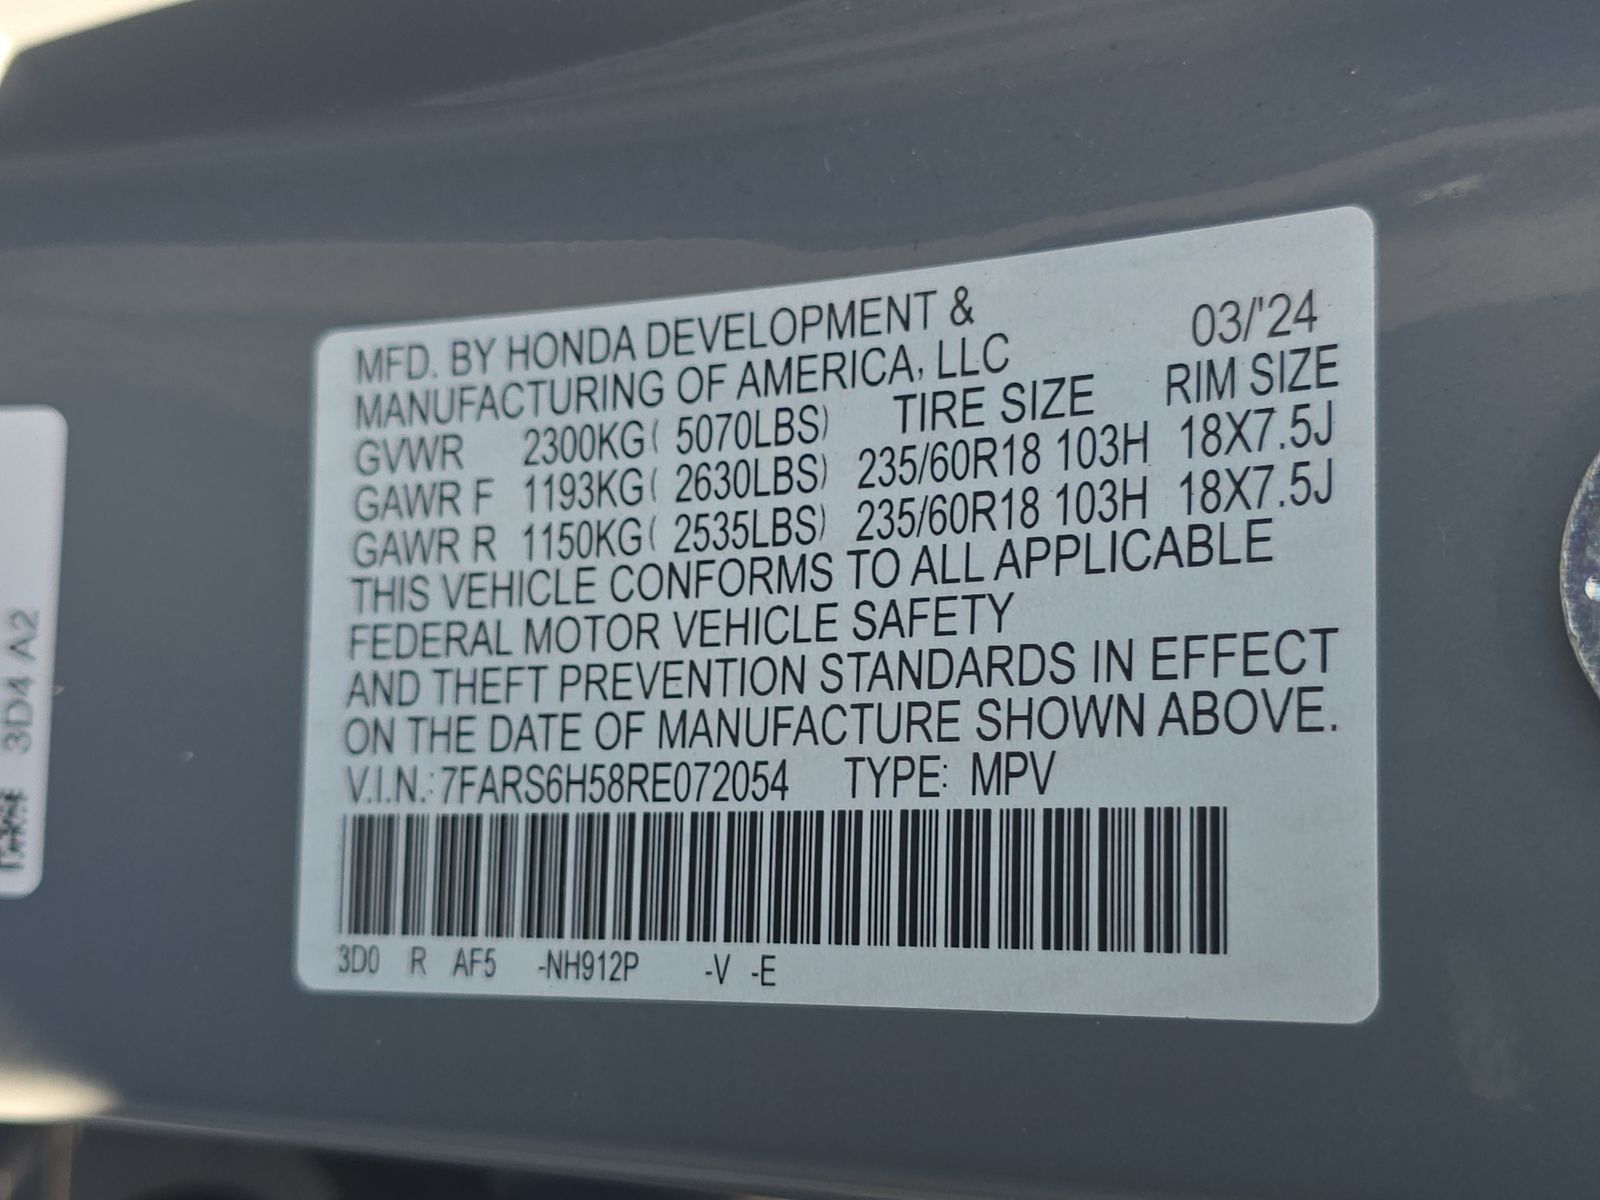 MFD. BY HONDA DEVELOPMENT & 03/'24
MANUFACTURING OF AMERICA, LLC
TIRE SIZE RIM SIZE
GVWR 2300KG( 5070LBS)
GAWR F 1193KG( 2630LBS) 235/60R18 103H 18X7.5J
GAWR R 1150KG( 2535LBS) 235/60R18 103H 18X7.5J
THIS VEHICLE CONFORMS TO ALL APPLICABLE
FEDERAL MOTOR VEHICLE SAFETY
AND THEFT PREVENTION STANDARDS IN EFFECT
ON THE DATE OF MANUFACTURE SHOWN ABOVE.
V.I.N.: 7FARS6H58RE072054 TYPE: MPV
3D0 R AF5 -NH912P -V -E
3D4 A2